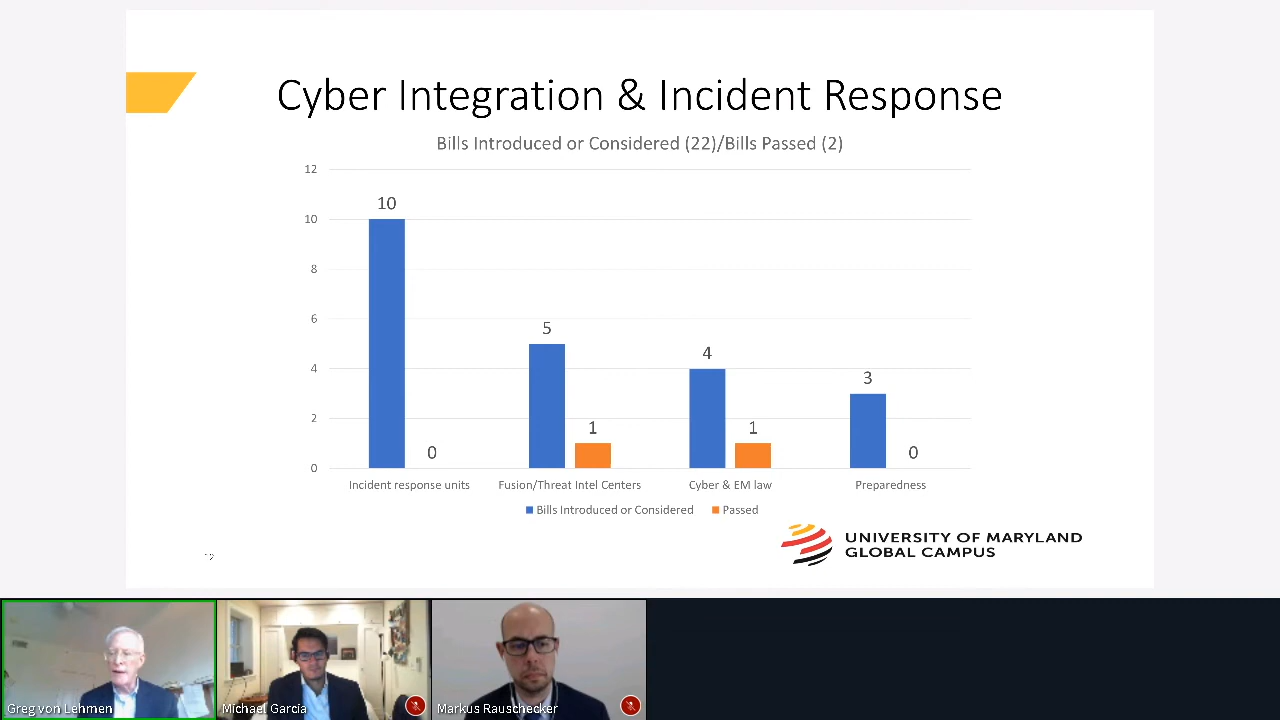 Cyber Integration & Incident Response
Bills Introduced or Considered (22)/Bills Passed (2)
12
10
8
6
4
2
0
10
0
5
1
4
1
3
0
Incident response units
Fusion/Threat Intel Centers
Cyber & EM law
Preparedness
Bills Introduced or Considered
Passed
UNIVERSITY OF MARYLAND
GLOBAL CAMPUS
12
Greg von Lehmen
Michael Garcia
Markus Rauschecker